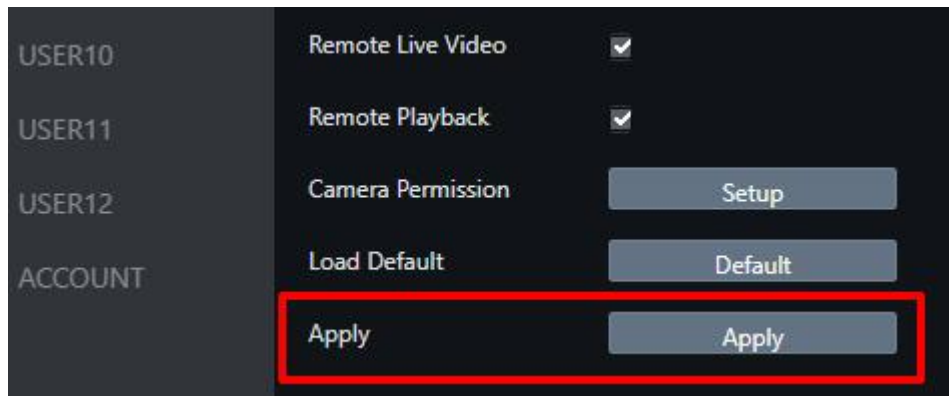 USER10
USER11
USER12
ACCOUNT
Remote Live Video
Remote Playback
Camera Permission Setup
Load Default Default
Apply Apply